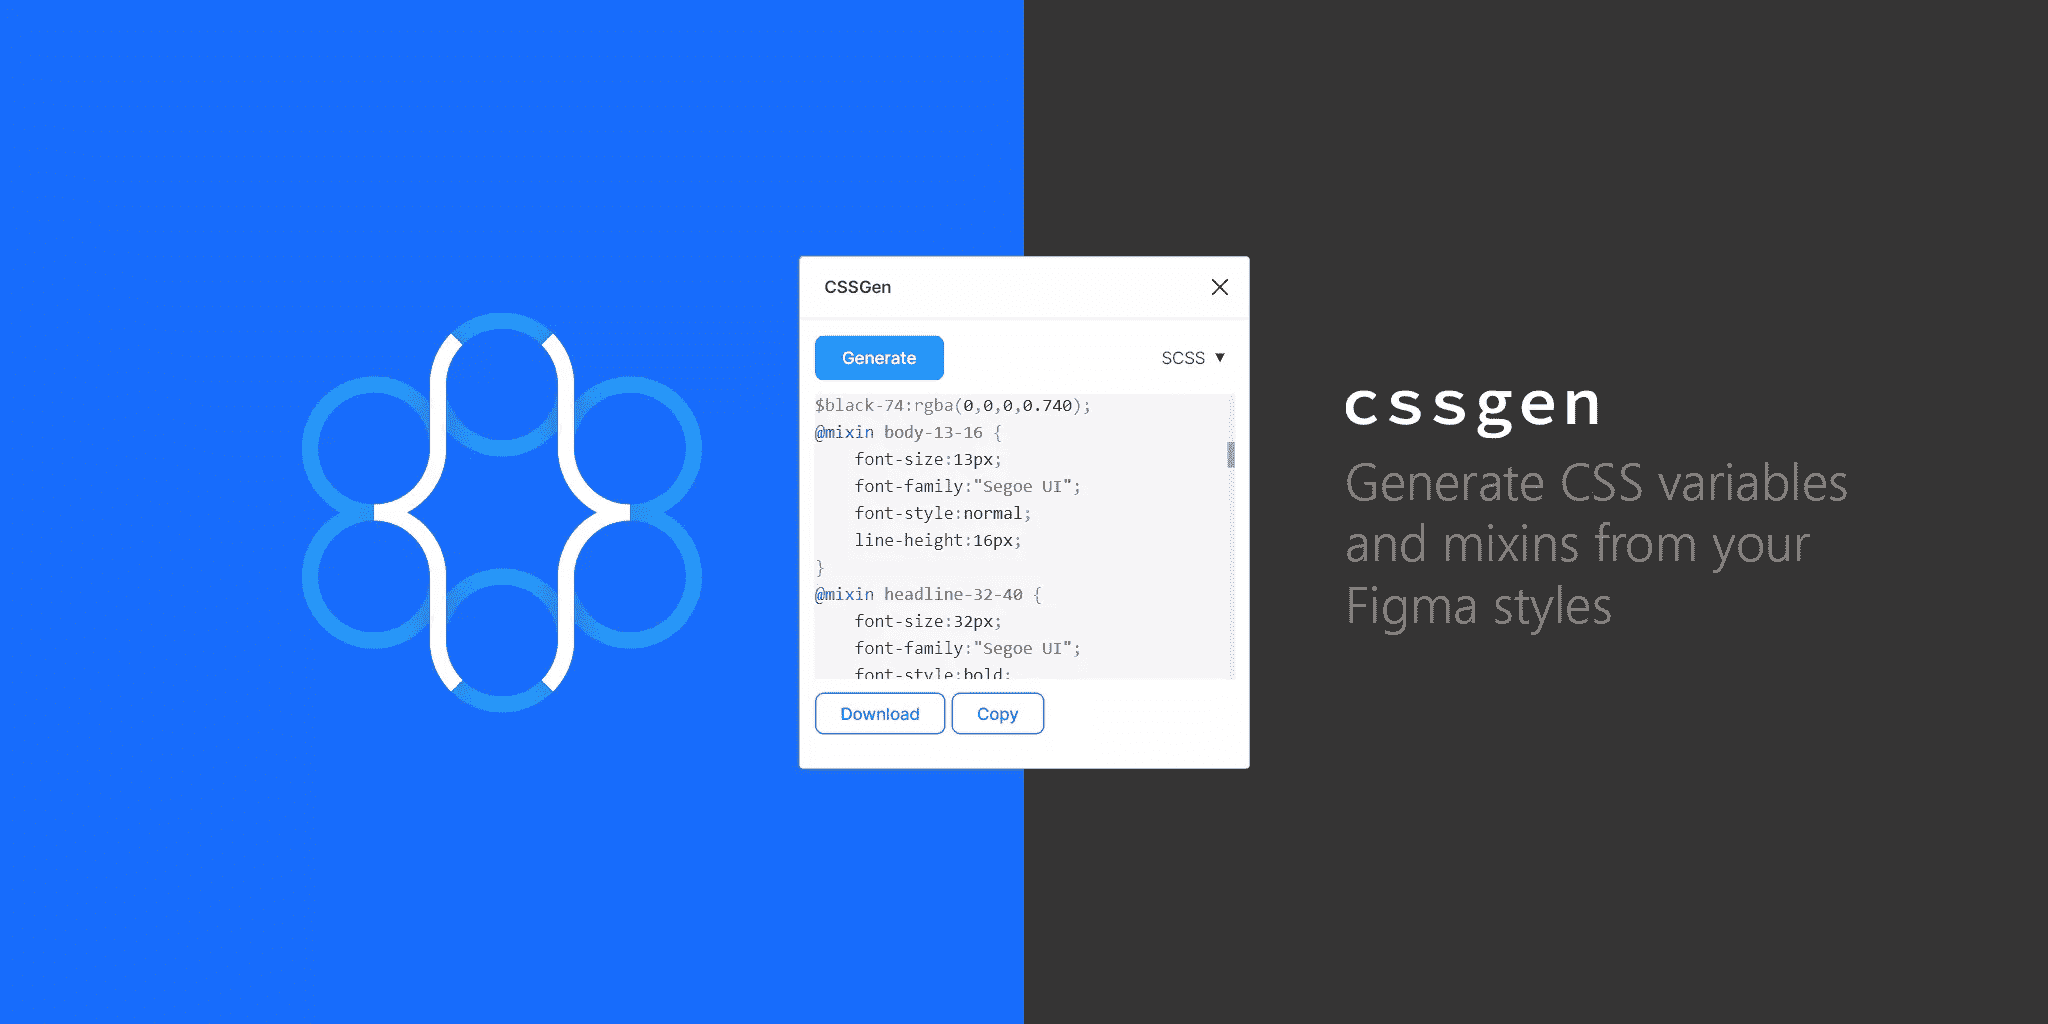 CSSGen
Generate
SCSS ▼
$black-74:rgba(0,0,0,0.740);
@mixin body-13-16 {
    font-size:13px;
    font-family:"Segoe UI";
    font-style:normal;
    line-height:16px;
}
@mixin headline-32-40 {
    font-size:32px;
    font-family:"Segoe UI";
    font-style:bold;
Download
Copy
cssgen
Generate CSS variables
and mixins from your
Figma styles